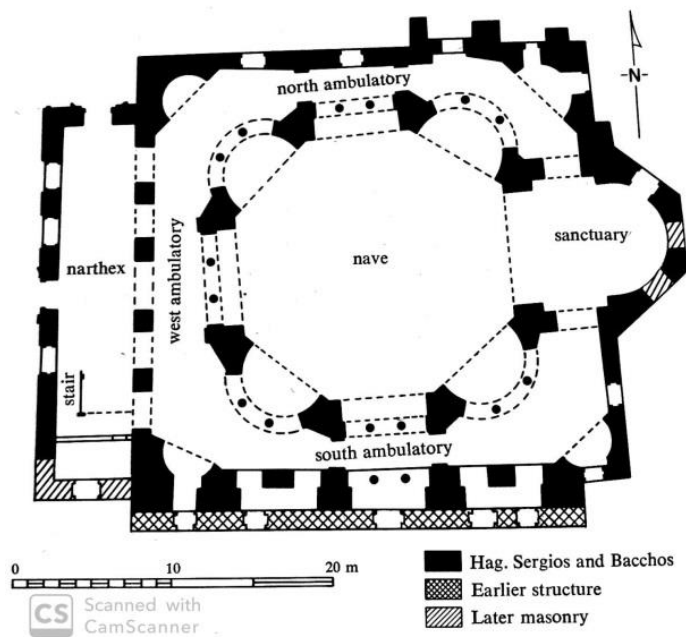 north ambulatory
-N-
sanctuary
nave
west ambulatory
narthex
stair
south ambulatory
0 10 20 m
Hag. Sergios and Bacchos
Earlier structure
Later masonry
CS Scanned with
CamScanner